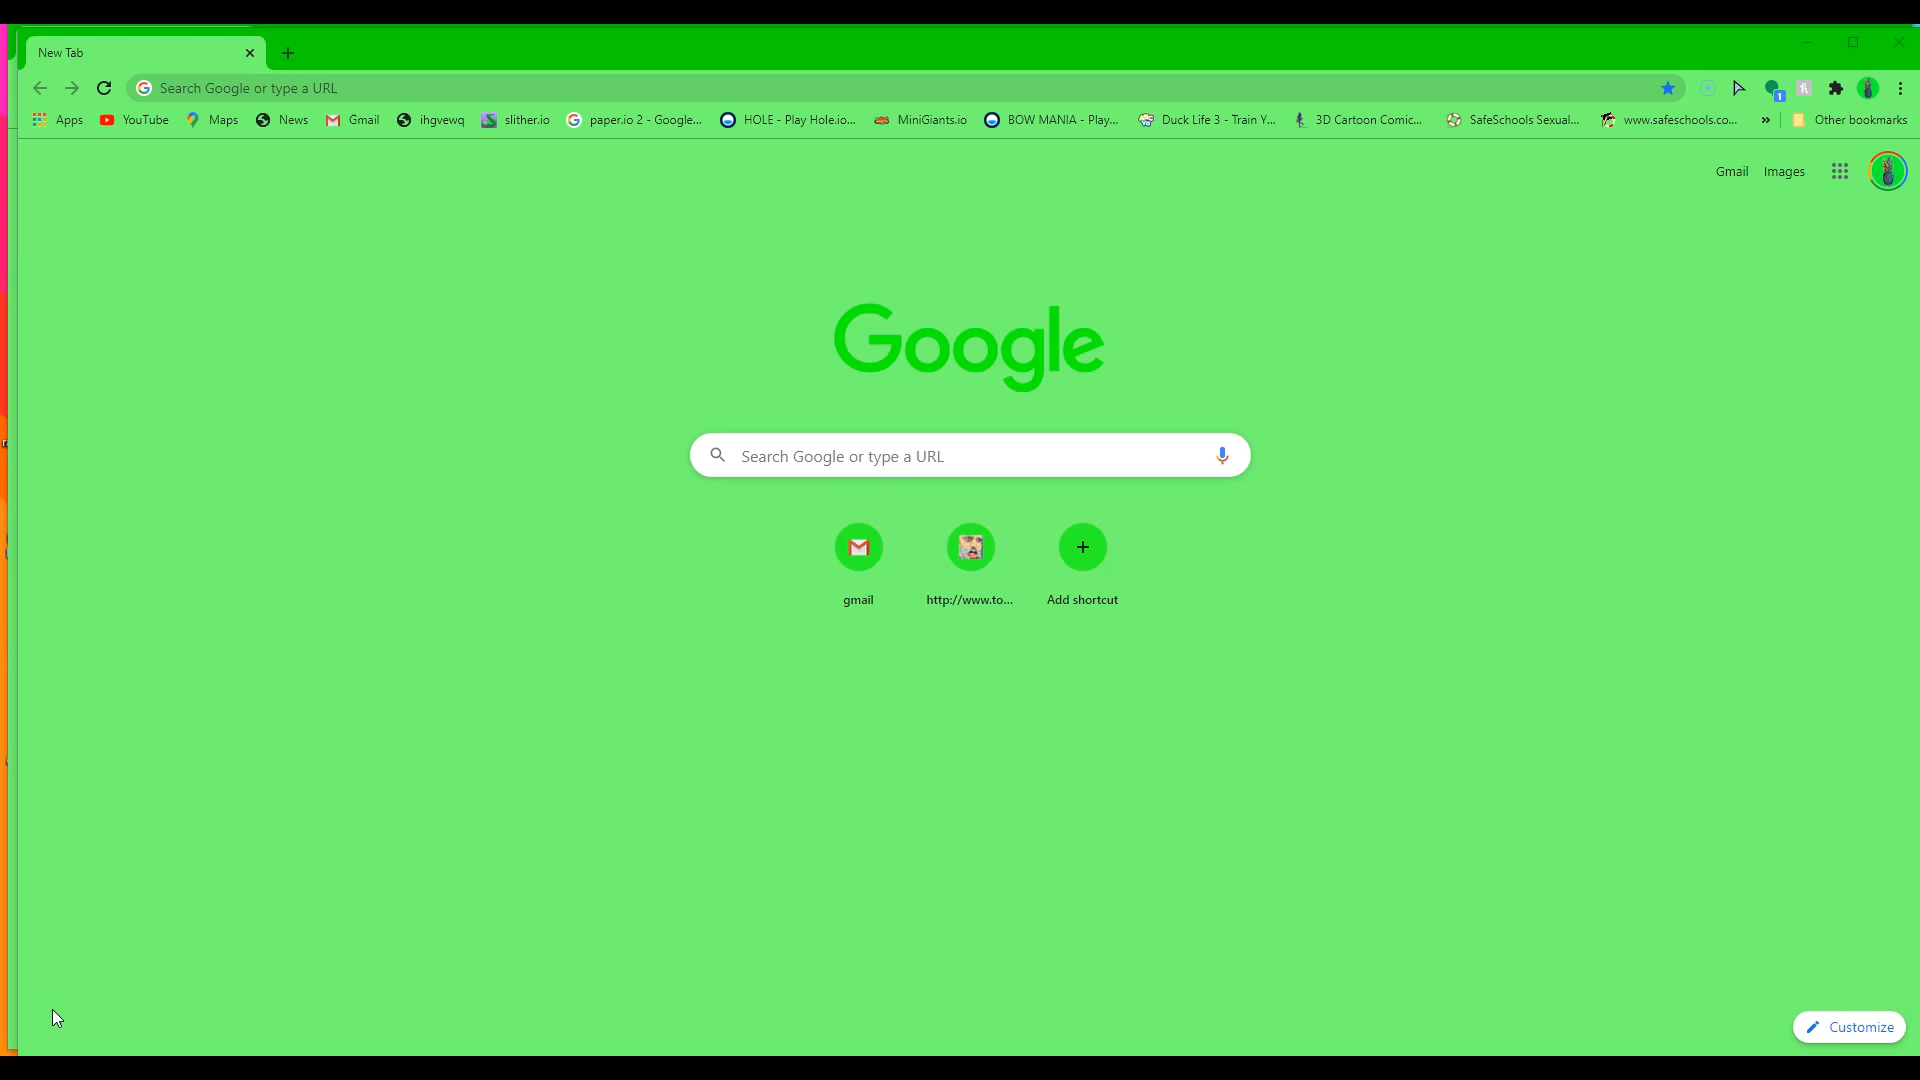 New Tab
Search Google or type a URL
1
Apps YouTube Maps News Gmail ihgvewq slither.io paper.io 2 - Google... HOLE - Play Hole.io... MiniGiants.io BOW MANIA - Play... Duck Life 3 - Train Y... 3D Cartoon Comic... SafeSchools Sexual... www.safeschools.co... » Other bookmarks
Gmail Images
Google
Search Google or type a URL
gmail http://www.to... Add shortcut
Customize